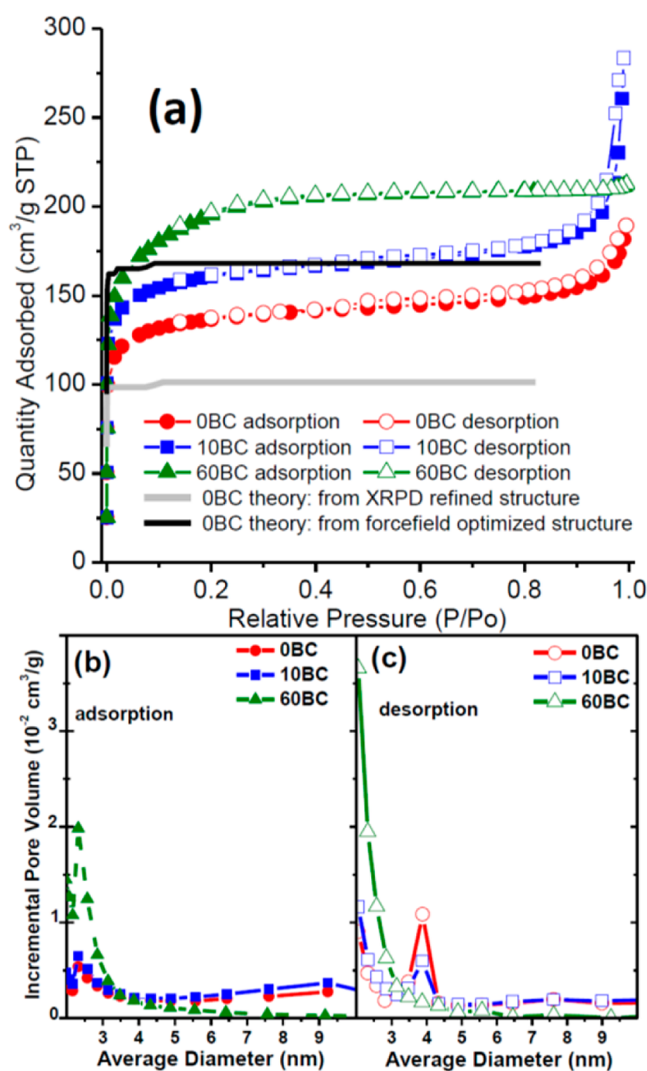 300
250
200
150
100
50
0
Quantity Adsorbed (cm³/g STP)
(a)
0BC adsorption 0BC desorption
10BC adsorption 10BC desorption
60BC adsorption 60BC desorption
0BC theory: from XRPD refined structure
0BC theory: from forcefield optimized structure
0.0 0.2 0.4 0.6 0.8 1.0
Relative Pressure (P/Po)
Incremental Pore Volume (10⁻² cm³/g)
3
2
1
0
(b)
0BC
10BC
60BC
adsorption
3 4 5 6 7 8 9
Average Diameter (nm)
(c)
0BC
10BC
60BC
desorption
3 4 5 6 7 8 9
Average Diameter (nm)